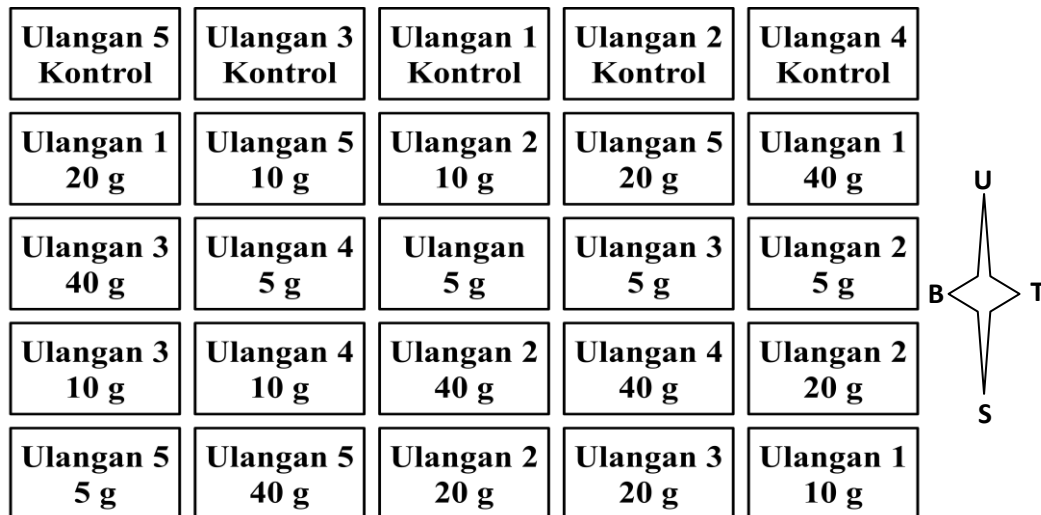 Ulangan 5 Kontrol
Ulangan 3 Kontrol
Ulangan 1 Kontrol
Ulangan 2 Kontrol
Ulangan 4 Kontrol
Ulangan 1 20 g
Ulangan 5 10 g
Ulangan 2 10 g
Ulangan 5 20 g
Ulangan 1 40 g
Ulangan 3 40 g
Ulangan 4 5 g
Ulangan 5 g
Ulangan 3 5 g
Ulangan 2 5 g
Ulangan 3 10 g
Ulangan 4 10 g
Ulangan 2 40 g
Ulangan 4 40 g
Ulangan 2 20 g
Ulangan 5 5 g
Ulangan 5 40 g
Ulangan 2 20 g
Ulangan 3 20 g
Ulangan 1 10 g
U
B
T
S